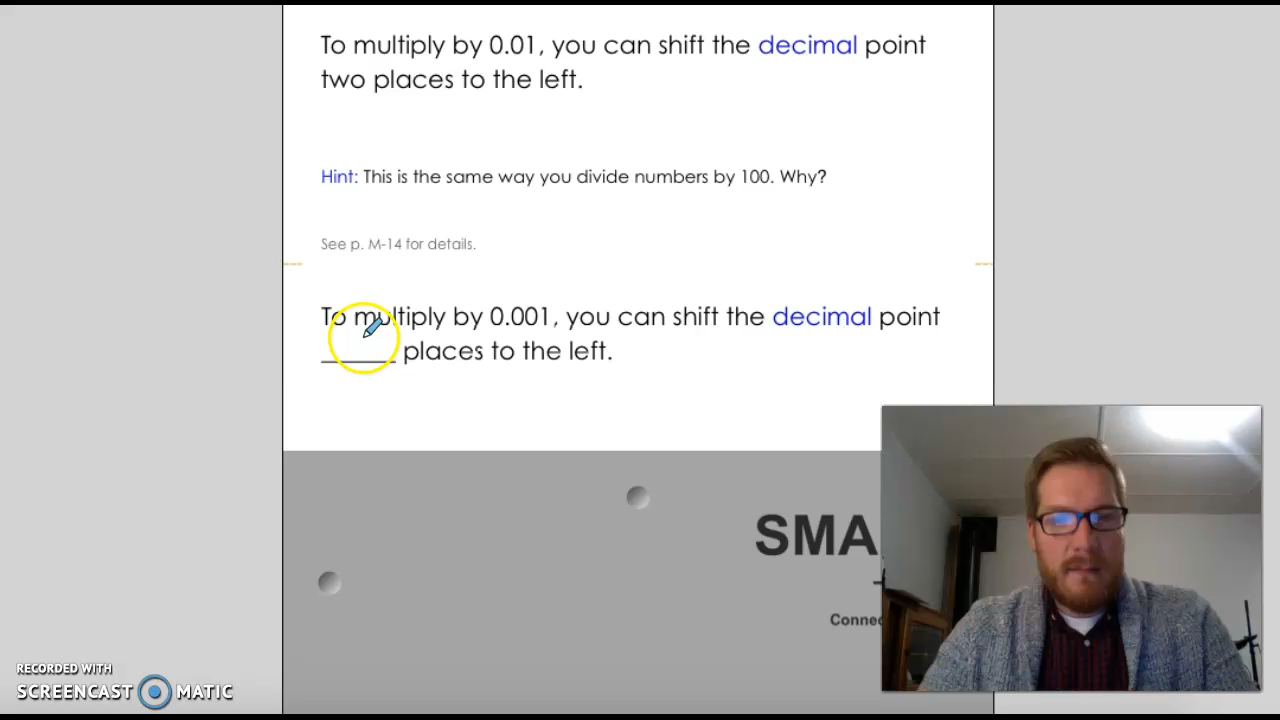 To multiply by 0.01, you can shift the decimal point
two places to the left.
Hint: This is the same way you divide numbers by 100. Why?
See p. M-14 for details.
To multiply by 0.001, you can shift the decimal point
______ places to the left.
SMA
Connec
RECORDED WITH
SCREENCAST MATIC